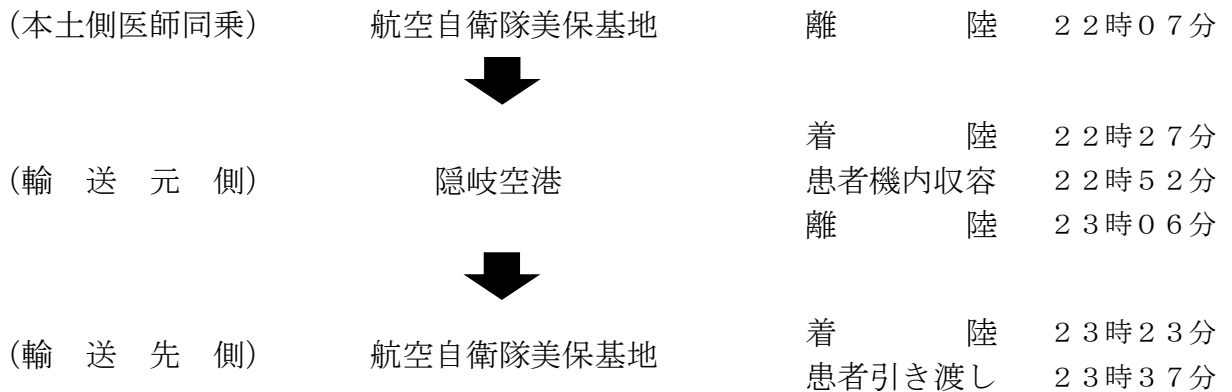 （本土側医師同乗） 航空自衛隊美保基地 離 陸 ２２時０７分
着 陸 ２２時２７分
（輸 送 元 側） 隠岐空港 患者機内収容 ２２時５２分
離 陸 ２３時０６分
着 陸 ２３時２３分
（輸 送 先 側） 航空自衛隊美保基地
患者引き渡し ２３時３７分